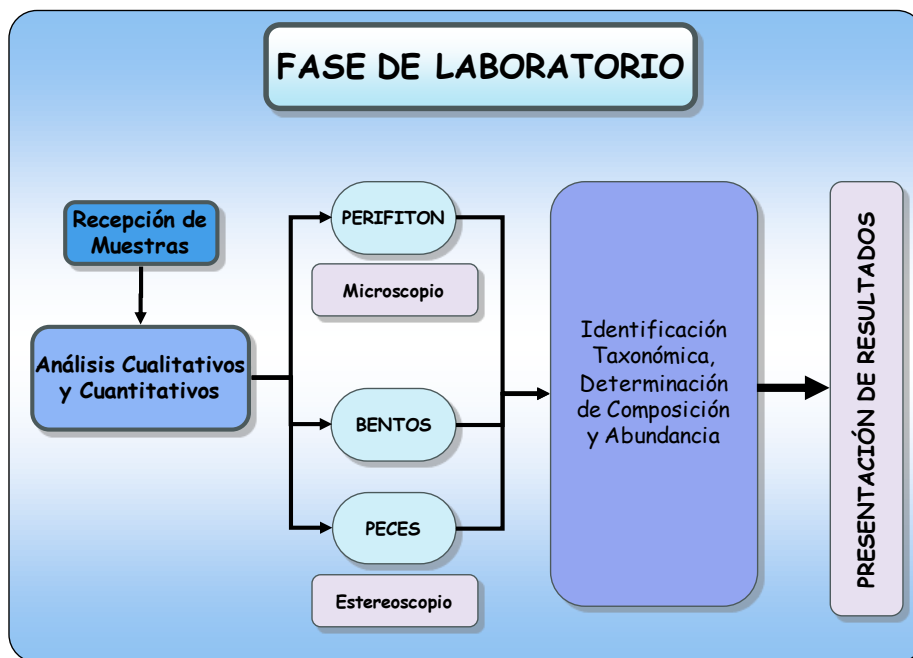 FASE DE LABORATORIO
Recepción de
Muestras
Análisis Cualitativos
y Cuantitativos
PERIFITON
Microscopio
BENTOS
PECES
Estereoscopio
Identificación
Taxonómica,
Determinación
de Composición
y Abundancia
PRESENTACIÓN DE RESULTADOS